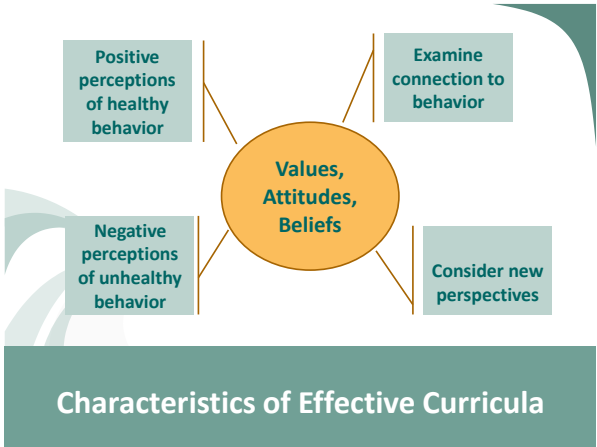 Positive
perceptions
of healthy
behavior
Examine
connection to
behavior
Values,
Attitudes,
Beliefs
Negative
perceptions
of unhealthy
behavior
Consider new
perspectives
Characteristics of Effective Curricula